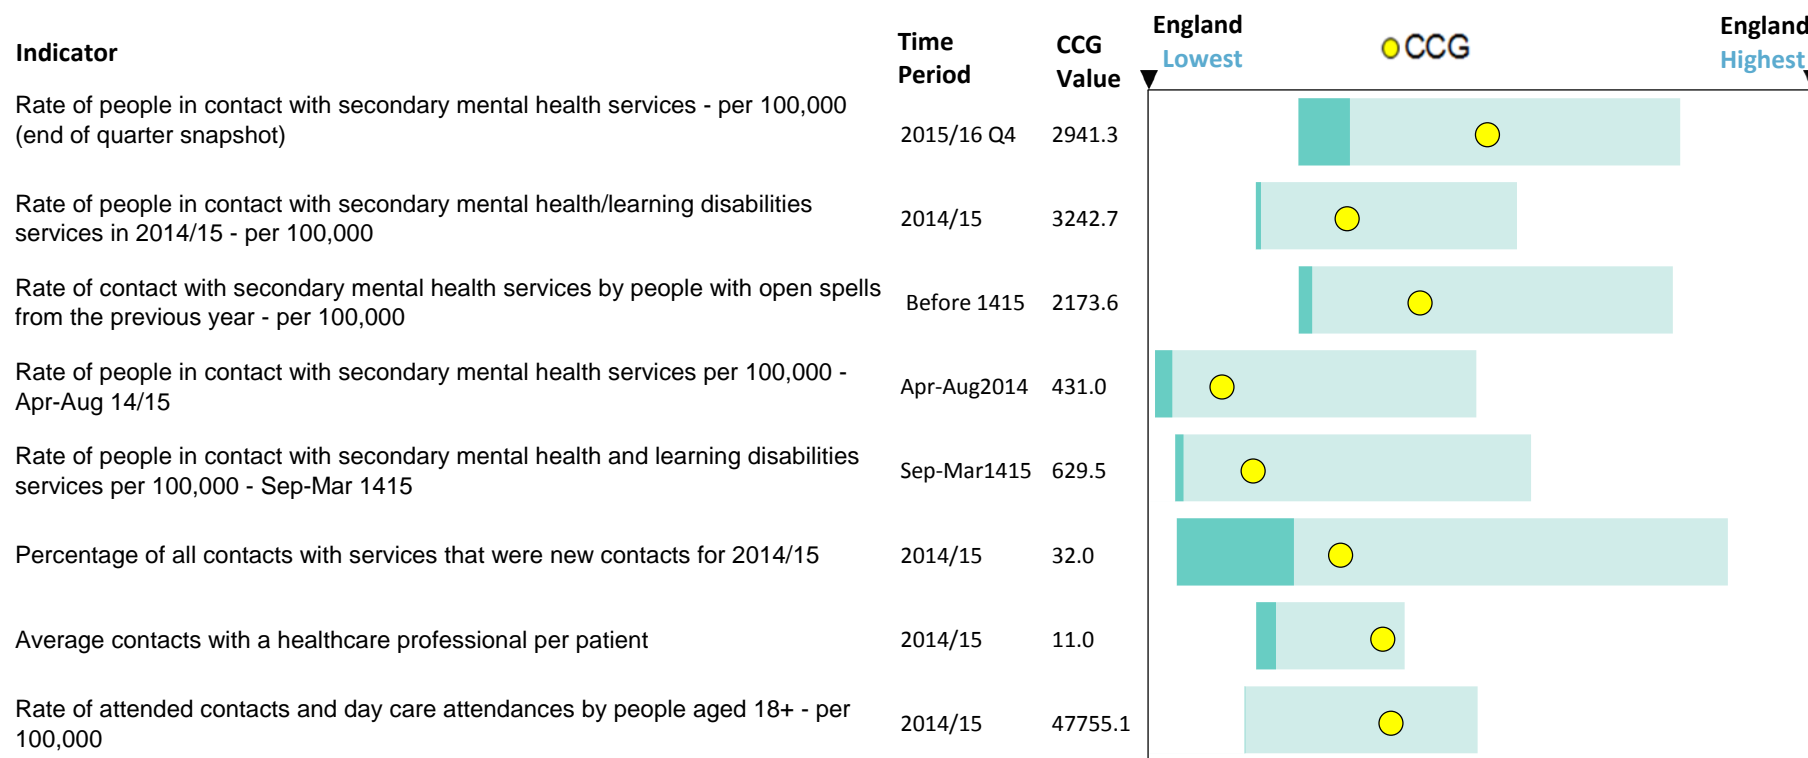 Indicator
Time Period
CCG Value
England Lowest
CCG
England Highest
Rate of people in contact with secondary mental health services - per 100,000
(end of quarter snapshot)
2015/16 Q4 2941.3
Rate of people in contact with secondary mental health/learning disabilities
services in 2014/15 - per 100,000
2014/15 3242.7
Rate of contact with secondary mental health services by people with open spells
from the previous year - per 100,000
Before 1415 2173.6
Rate of people in contact with secondary mental health services per 100,000 -
Apr-Aug 14/15
Apr-Aug2014 431.0
Rate of people in contact with secondary mental health and learning disabilities
services per 100,000 - Sep-Mar 1415
Sep-Mar1415 629.5
Percentage of all contacts with services that were new contacts for 2014/15 2014/15 32.0
Average contacts with a healthcare professional per patient 2014/15 11.0
Rate of attended contacts and day care attendances by people aged 18+ - per
100,000
2014/15 47755.1